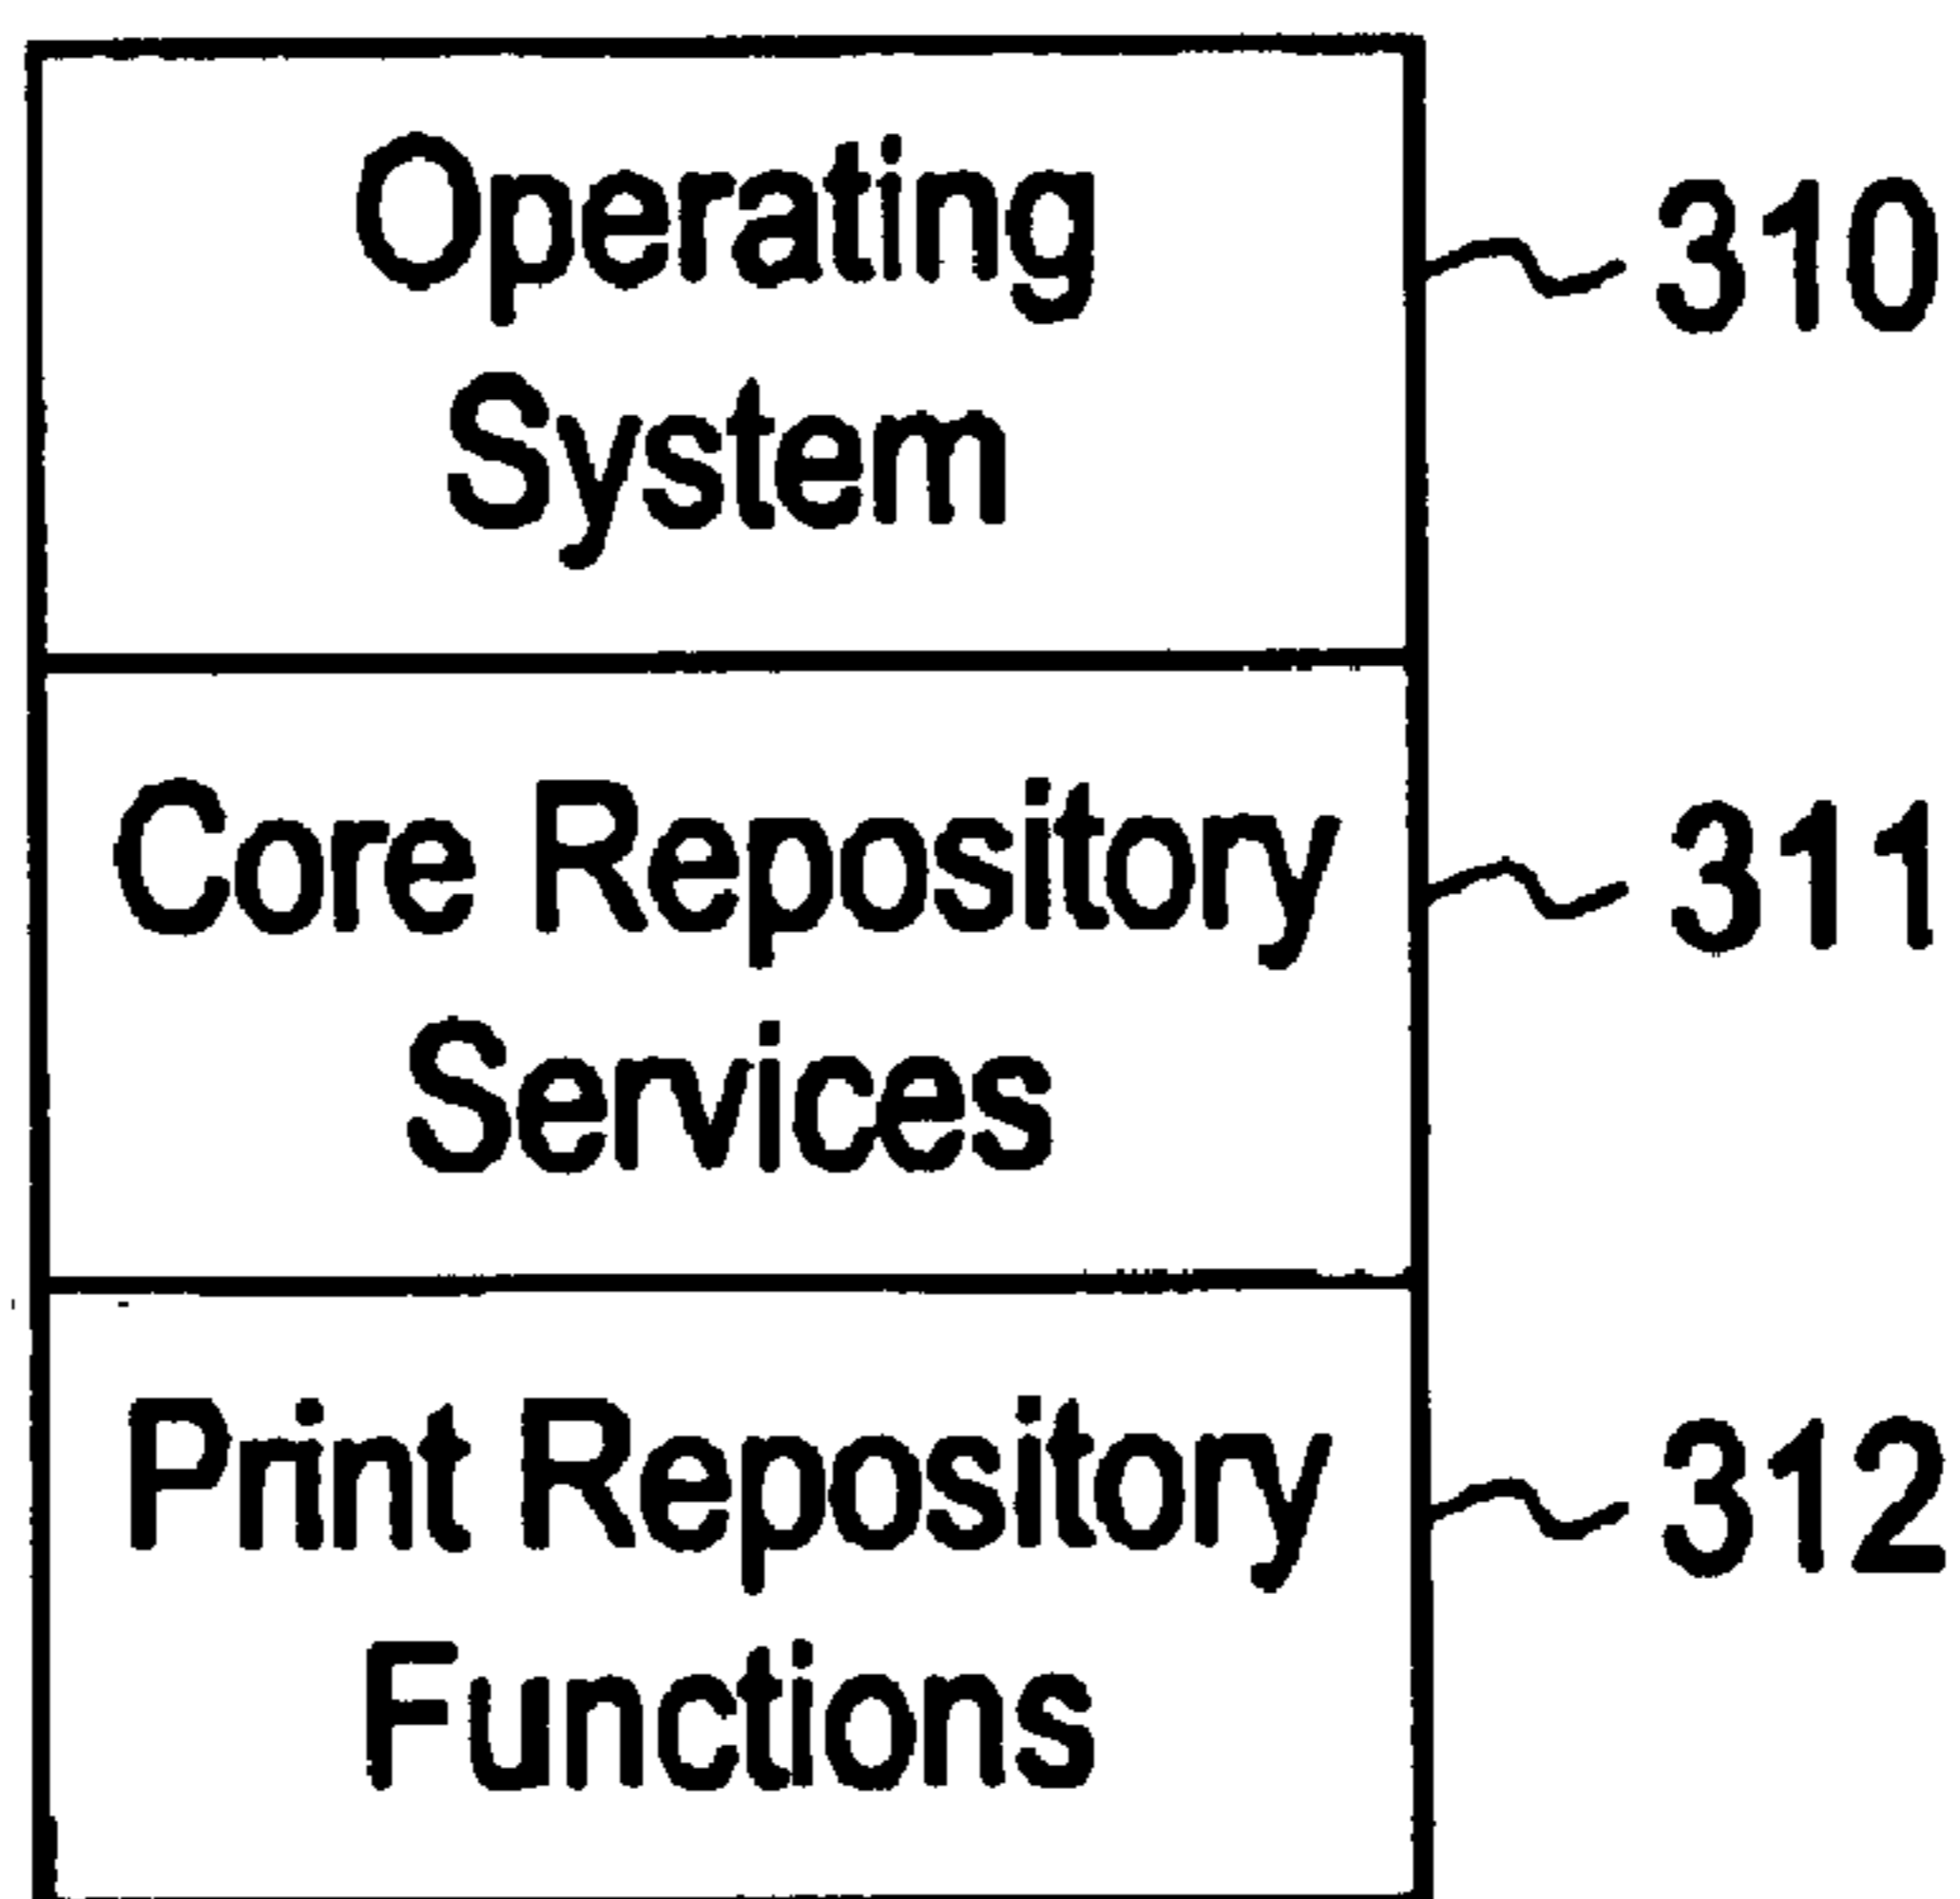 Operating
System
310
Core Repository
Services
311
Print Repository
Functions
312